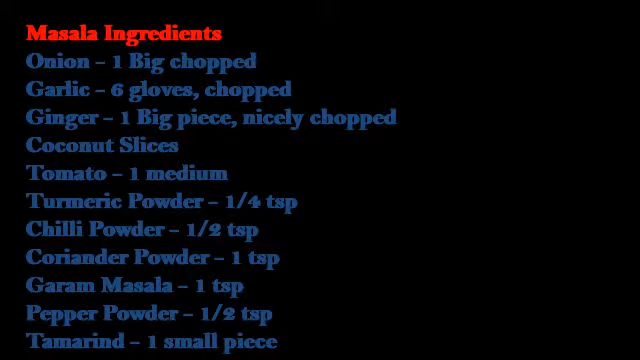 Masala Ingredients
Onion – 1 Big chopped
Garlic – 6 gloves, chopped
Ginger – 1 Big piece, nicely chopped
Coconut Slices
Tomato – 1 medium
Turmeric Powder – 1/4 tsp
Chilli Powder – 1/2 tsp
Coriander Powder – 1 tsp
Garam Masala – 1 tsp
Pepper Powder – 1/2 tsp
Tamarind – 1 small piece